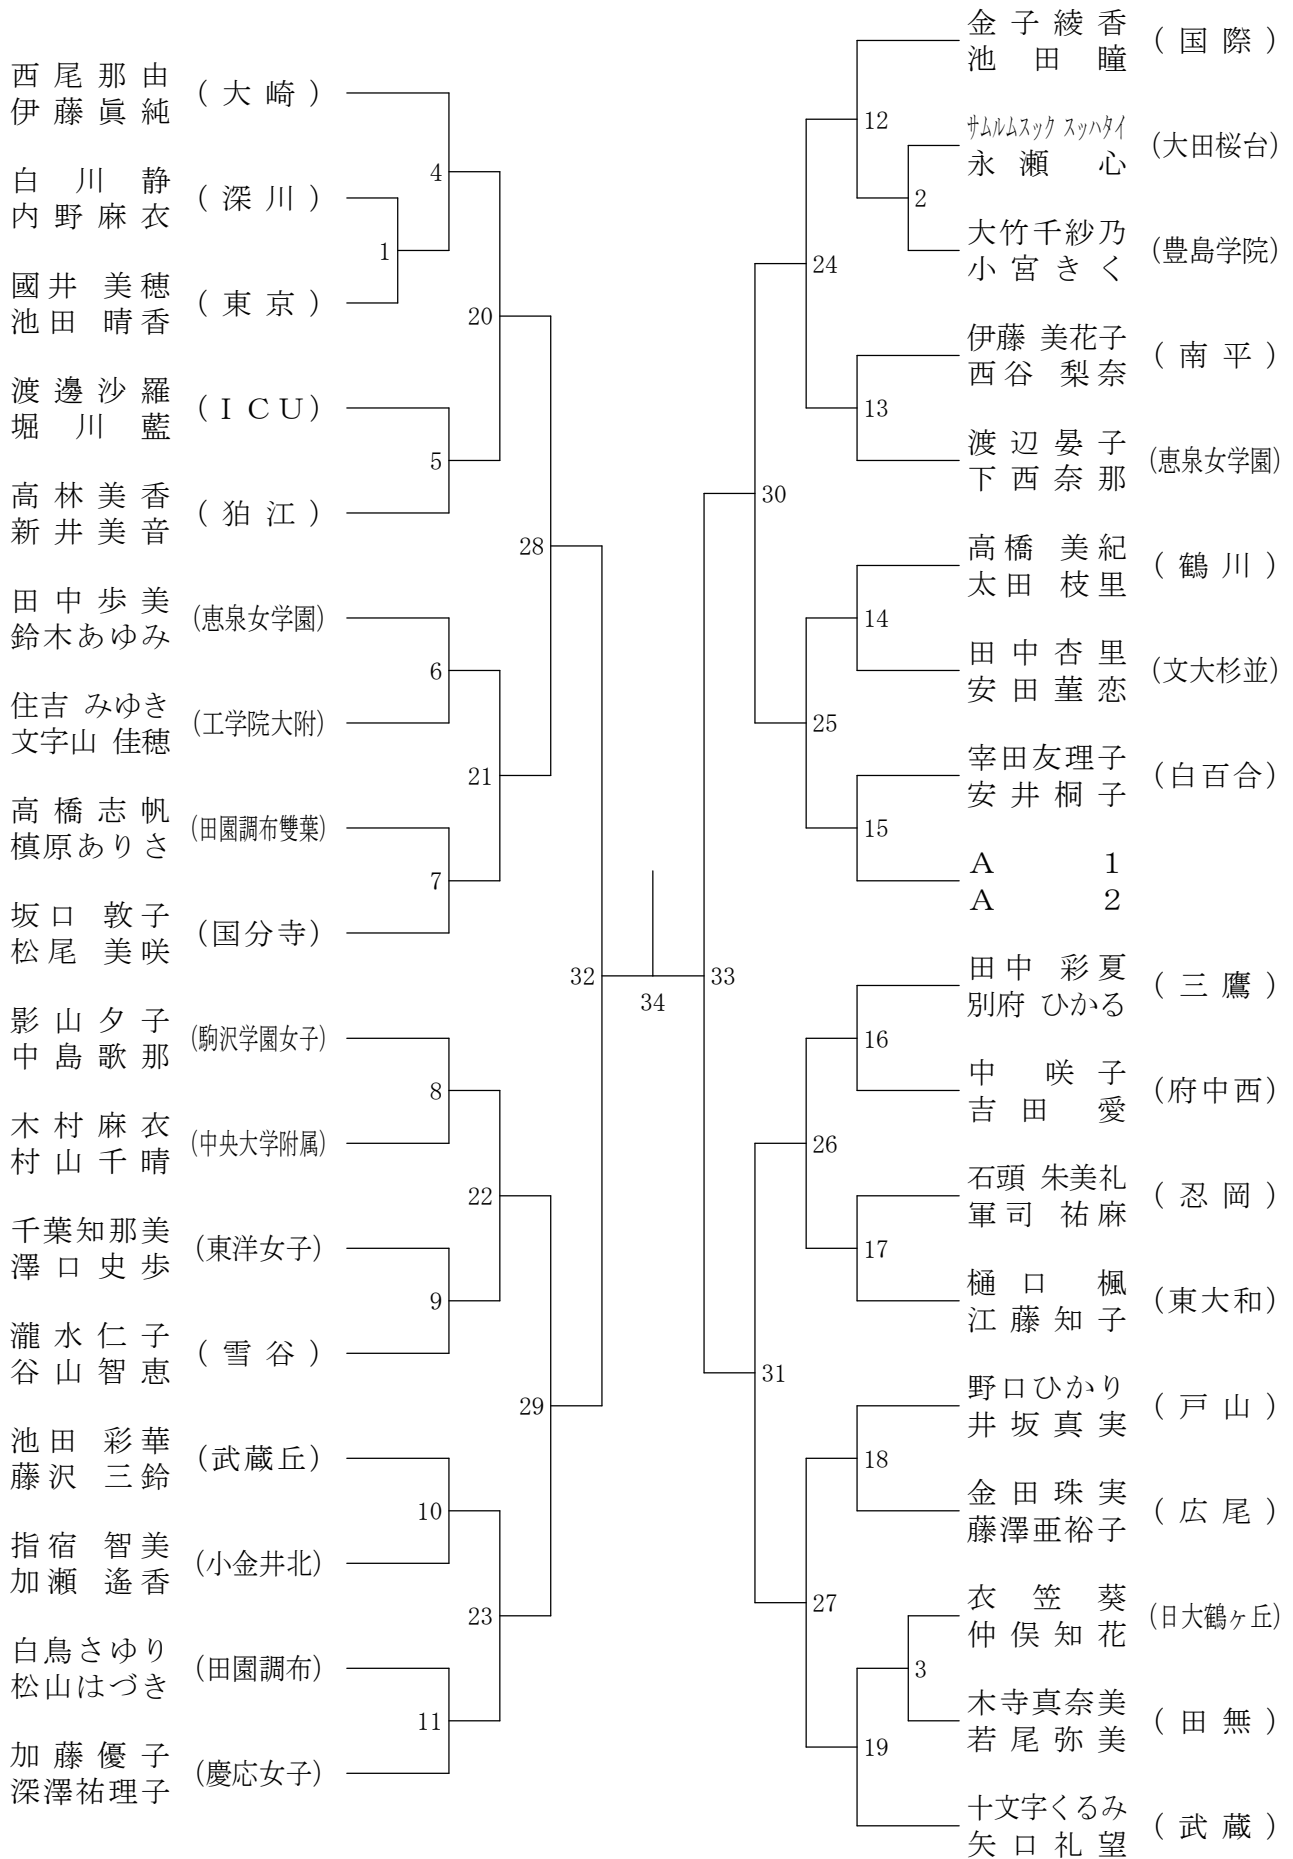 西尾那由
伊藤眞純
(大崎)
白川静
内野麻衣
(深川)
國井 美穂
池田 晴香
(東京)
渡邊沙羅
堀川藍
(ＩＣＵ)
高林美香
新井美音
(狛江)
田中歩美
鈴木あゆみ
(恵泉女学園)
住吉 みゆき
文字山 佳穂
(工学院大附)
高橋志帆
槙原ありさ
(田園調布雙葉)
坂口 敦子
松尾 美咲
(国分寺)
影山夕子
中島歌那
(駒沢学園女子)
木村麻衣
村山千晴
(中央大学附属)
千葉知那美
澤口史歩
(東洋女子)
瀧水仁子
谷山智恵
(雪谷)
池田 彩華
藤沢 三鈴
(武蔵丘)
指宿 智美
加瀬 遙香
(小金井北)
白鳥さゆり
松山はづき
(田園調布)
加藤優子
深澤祐理子
(慶応女子)
1
4
5
6
7
8
9
10
11
20
21
22
23
28
29
32
34
33
30
31
24
25
26
27
12
2
13
14
15
16
17
18
3
19
金子綾香
池田瞳
(国際)
サムルムスック スッハタイ
永瀬心
(大田桜台)
大竹千紗乃
小宮きく
(豊島学院)
伊藤 美花子
西谷 梨奈
(南平)
渡辺晏子
下西奈那
(恵泉女学園)
高橋 美紀
太田 枝里
(鶴川)
田中杏里
安田菫恋
(文大杉並)
宰田友理子
安井桐子
(白百合)
Ａ １
Ａ ２
田中 彩夏
別府 ひかる
(三鷹)
中咲子
吉田愛
(府中西)
石頭 朱美礼
軍司 祐麻
(忍岡)
樋口楓
江藤知子
(東大和)
野口ひかり
井坂真実
(戸山)
金田珠実
藤澤亜裕子
(広尾)
衣笠葵
仲俣知花
(日大鶴ヶ丘)
木寺真奈美
若尾弥美
(田無)
十文字くるみ
矢口礼望
(武蔵)